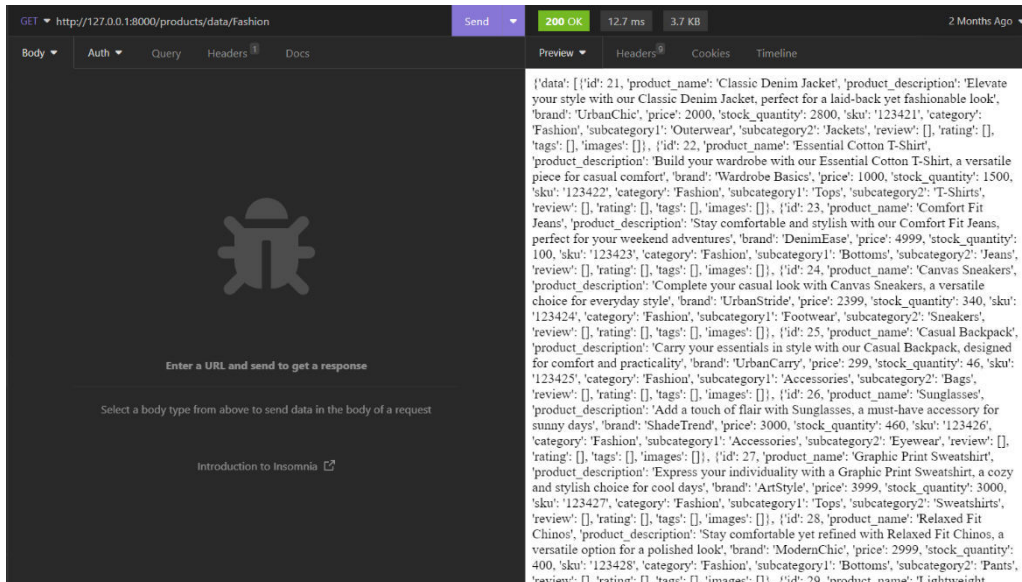 GET http://127.0.0.1:8000/products/data/Fashion
Send
200 OK
12.7 ms
3.7 KB
2 Months Ago
Body
Auth
Query
Headers 1
Docs
Preview
Headers 9
Cookies
Timeline
Enter a URL and send to get a response
Select a body type from above to send data in the body of a request
Introduction to Insomnia
{'data': [{'id': 21, 'product_name': 'Classic Denim Jacket', 'product_description': 'Elevate
your style with our Classic Denim Jacket, perfect for a laid-back yet fashionable look',
'brand': 'UrbanChic', 'price': 2000, 'stock_quantity': 2800, 'sku': '123421', 'category':
'Fashion', 'subcategory1': 'Outerwear', 'subcategory2': 'Jackets', 'review': [], 'rating': [],
'tags': [], 'images': []}, {'id': 22, 'product_name': 'Essential Cotton T-Shirt',
'product_description': 'Build your wardrobe with our Essential Cotton T-Shirt, a versatile
piece for casual comfort', 'brand': 'Wardrobe Basics', 'price': 1000, 'stock_quantity': 1500,
'sku': '123422', 'category': 'Fashion', 'subcategory1': 'Tops', 'subcategory2': 'T-Shirts',
'review': [], 'rating': [], 'tags': [], 'images': []}, {'id': 23, 'product_name': 'Comfort Fit
Jeans', 'product_description': 'Stay comfortable and stylish with our Comfort Fit Jeans,
perfect for your weekend adventures', 'brand': 'DenimEase', 'price': 4999, 'stock_quantity':
100, 'sku': '123423', 'category': 'Fashion', 'subcategory1': 'Bottoms', 'subcategory2': 'Jeans',
'review': [], 'rating': [], 'tags': [], 'images': []}, {'id': 24, 'product_name': 'Canvas Sneakers',
'product_description': 'Complete your casual look with Canvas Sneakers, a versatile
choice for everyday style', 'brand': 'UrbanStride', 'price': 2399, 'stock_quantity': 340, 'sku':
'123424', 'category': 'Fashion', 'subcategory1': 'Footwear', 'subcategory2': 'Sneakers',
'review': [], 'rating': [], 'tags': [], 'images': []}, {'id': 25, 'product_name': 'Casual Backpack',
'product_description': 'Carry your essentials in style with our Casual Backpack, designed
for comfort and practicality', 'brand': 'UrbanCarry', 'price': 299, 'stock_quantity': 46, 'sku':
'123425', 'category': 'Fashion', 'subcategory1': 'Accessories', 'subcategory2': 'Bags',
'review': [], 'rating': [], 'tags': [], 'images': []}, {'id': 26, 'product_name': 'Sunglasses',
'product_description': 'Add a touch of flair with Sunglasses, a must-have accessory for
sunny days', 'brand': 'ShadeTrend', 'price': 3000, 'stock_quantity': 460, 'sku': '123426',
'category': 'Fashion', 'subcategory1': 'Accessories', 'subcategory2': 'Eyewear', 'review': [],
'rating': [], 'tags': [], 'images': []}, {'id': 27, 'product_name': 'Graphic Print Sweatshirt',
'product_description': 'Express your individuality with a Graphic Print Sweatshirt, a cozy
and stylish choice for cool days', 'brand': 'ArtStyle', 'price': 3999, 'stock_quantity': 3000,
'sku': '123427', 'category': 'Fashion', 'subcategory1': 'Tops', 'subcategory2': 'Sweatshirts',
'review': [], 'rating': [], 'tags': [], 'images': []}, {'id': 28, 'product_name': 'Relaxed Fit
Chinos', 'product_description': 'Stay comfortable yet refined with Relaxed Fit Chinos, a
versatile option for a polished look', 'brand': 'ModernChic', 'price': 2999, 'stock_quantity':
400, 'sku': '123428', 'category': 'Fashion', 'subcategory1': 'Bottoms', 'subcategory2': 'Pants',
'review': [], 'rating': [], 'tags': [], 'images': []}, {'id': 29, 'product_name': 'Lightweight